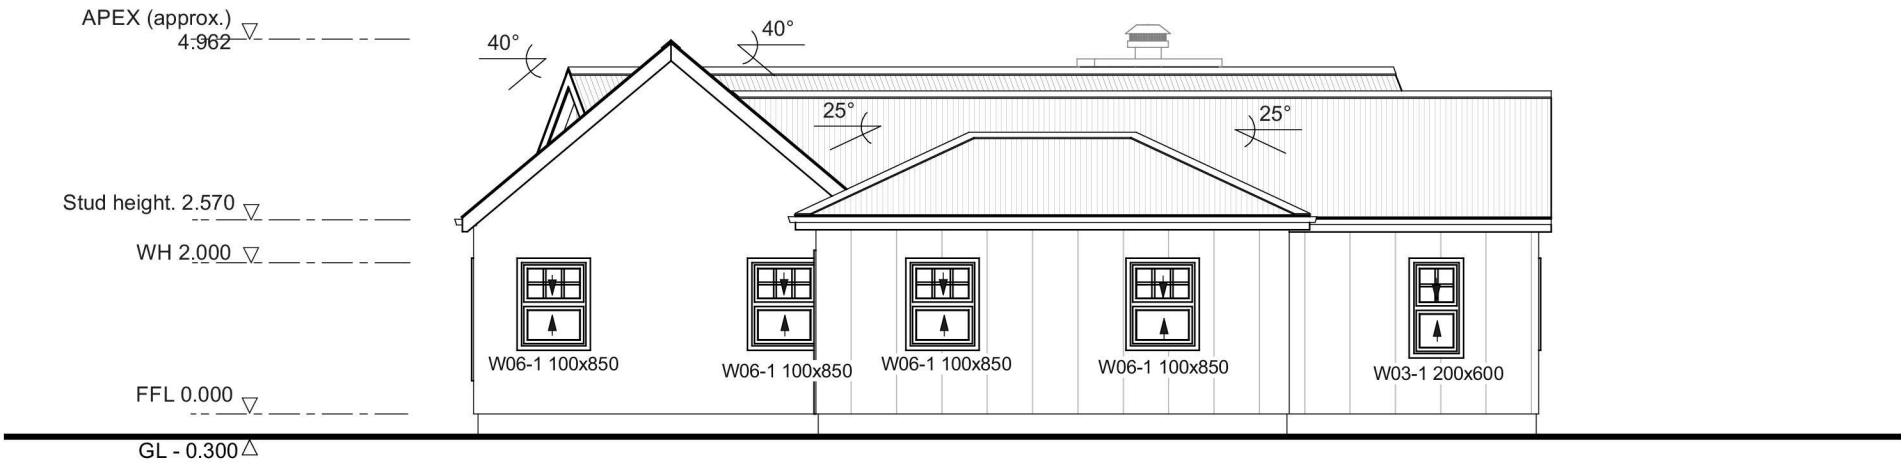 APEX (approx.)
4.962
40°
40°
25°
25°
Stud height. 2.570
WH 2.000
W06-1 100x850
W06-1 100x850
W06-1 100x850
W06-1 100x850
W03-1 200x600
FFL 0.000
GL - 0.300